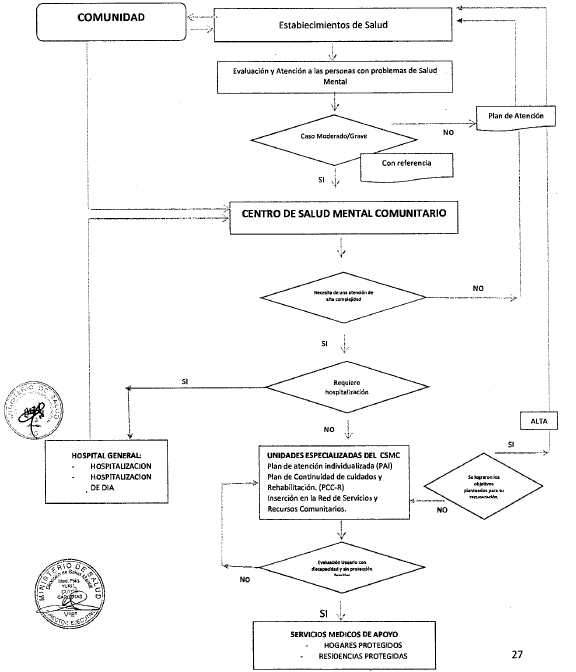 COMUNIDAD
Establecimientos de Salud
Evaluación y Atención a las personas con problemas de Salud
Mental
Caso Moderado/Grave
NO
Plan de Atención
Con referencia
SI
CENTRO DE SALUD MENTAL COMUNITARIO
Necesita de una atención de
alta complejidad
NO
SI
Requiere
hospitalización
SI
NO
ALTA
SI
HOSPITAL GENERAL:
- HOSPITALIZACION
- HOSPITALIZACION
DE DIA
UNIDADES ESPECIALIZADAS DEL CSMC
Plan de atención individualizada (PAI)
Plan de Continuidad de cuidados y
Rehabilitación. (PCC-R)
Inserción en la Red de Servicios y
Recursos Comunitarios.
Se lograron los
objetivos
planteados para su
recuperación.
NO
Evaluación Usuario con
discapacidad y sin protección
NO
SI
SERVICIOS MEDICOS DE APOYO
- HOGARES PROTEGIDOS
- RESIDENCIAS PROTEGIDAS
MINISTERIO DE SALUD
MINISTERIO DE SALUD
27